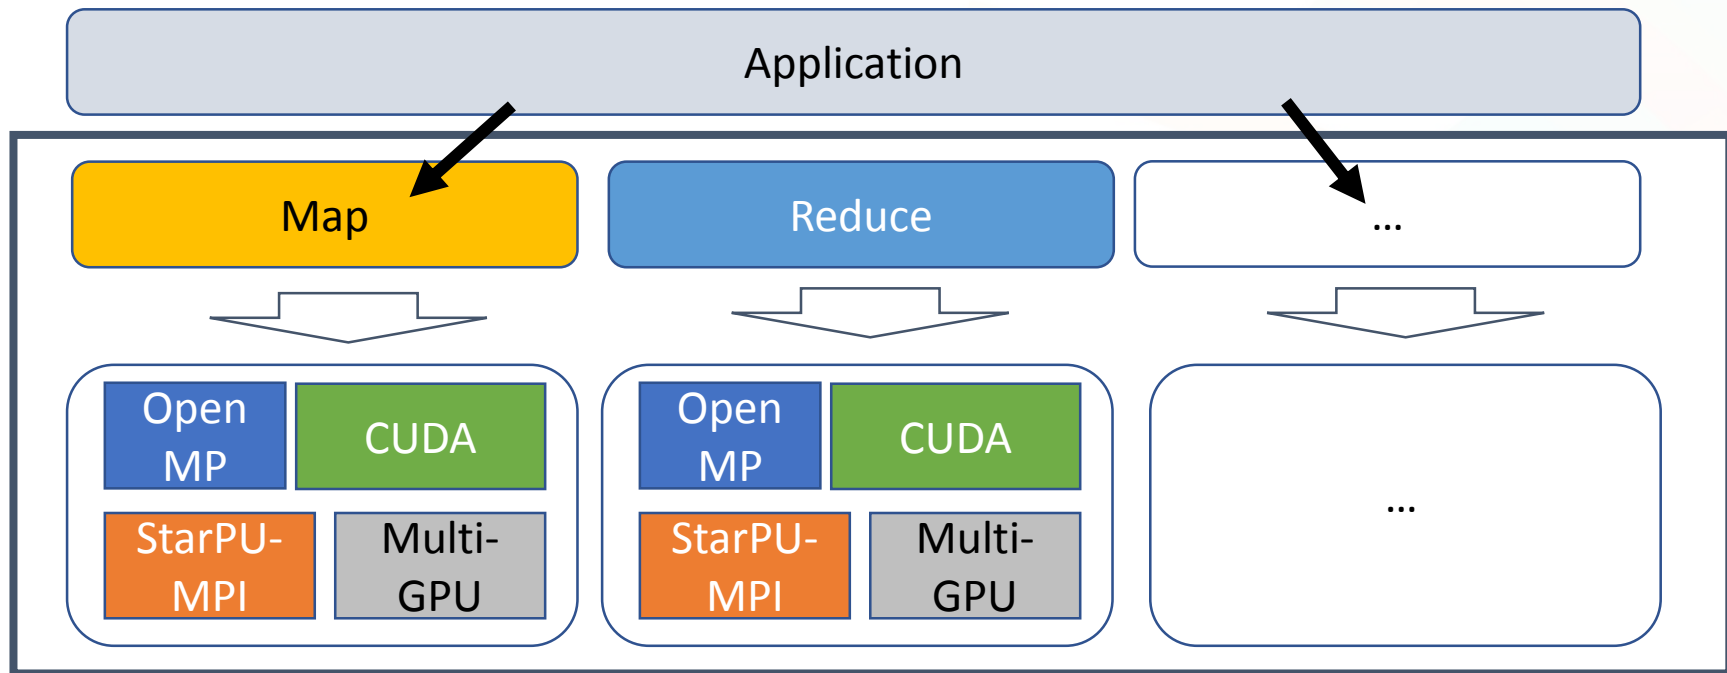 Application
Map
Reduce
...
Open
MP
CUDA
StarPU-
MPI
Multi-
GPU
Open
MP
CUDA
StarPU-
MPI
Multi-
GPU
...